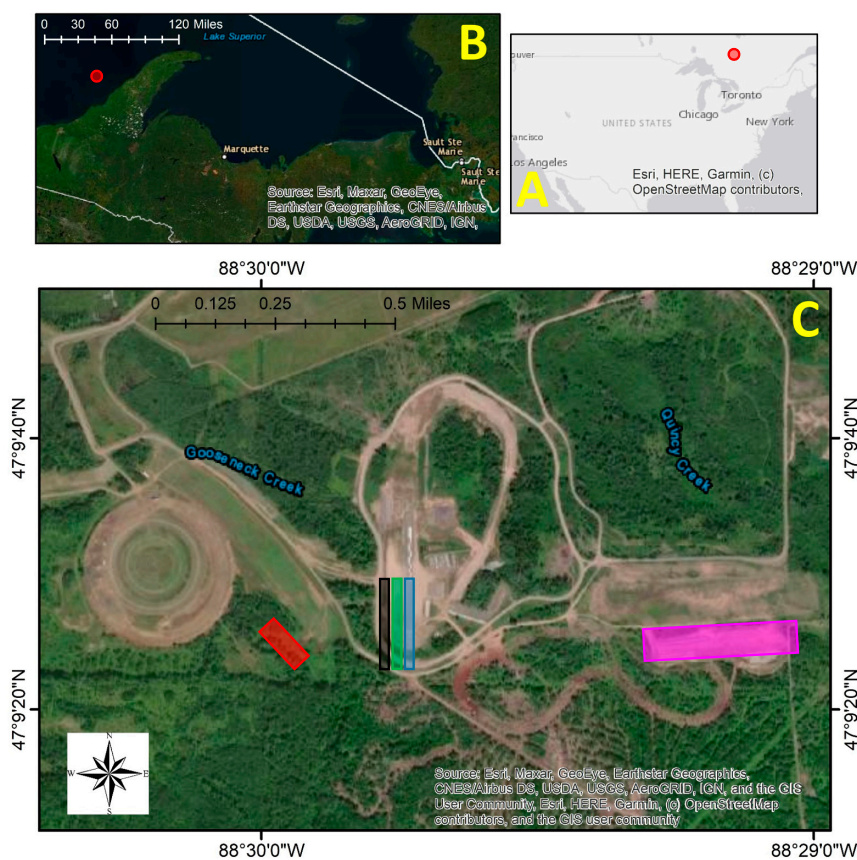 0 30 60 120 Miles
Lake Superior
B
Marquette
Sault Ste
Marie
Sault Ste
Marie
Source: Esri, Maxar, GeoEye,
Earthstar Geographics, CNES/Airbus
DS, USDA, USGS, AeroGRID, IGN,
ouver
Toronto
Chicago
UNITED STATES
New York
rancisco
Los Angeles
A
Esri, HERE, Garmin, (c)
OpenStreetMap contributors,
88°30'0"W 88°29'0"W
0 0.125 0.25 0.5 Miles
C
47°9'40"N 47°9'40"N
Gooseneck Creek
Quincy Creek
47°9'20"N 47°9'20"N
N
W E
S
Source: Esri, Maxar, GeoEye, Earthstar Geographics,
CNES/Airbus DS, USDA, USGS, AeroGRID, IGN, and the GIS
User Community, Esri, HERE, Garmin, (c) OpenStreetMap
contributors, and the GIS user community
88°30'0"W 88°29'0"W